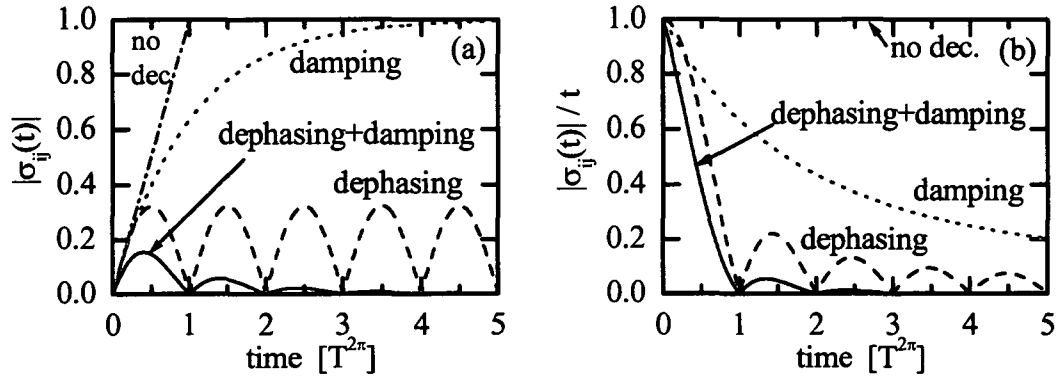 1.0
0.8
0.6
0.4
0.2
0.0
|σij(t)|
no
dec.
damping
(a)
dephasing+damping
dephasing
0 1 2 3 4 5
time [T²π]
1.0
0.8
0.6
0.4
0.2
0.0
|σij(t)| / t
no dec.
(b)
dephasing+damping
damping
dephasing
0 1 2 3 4 5
time [T²π]